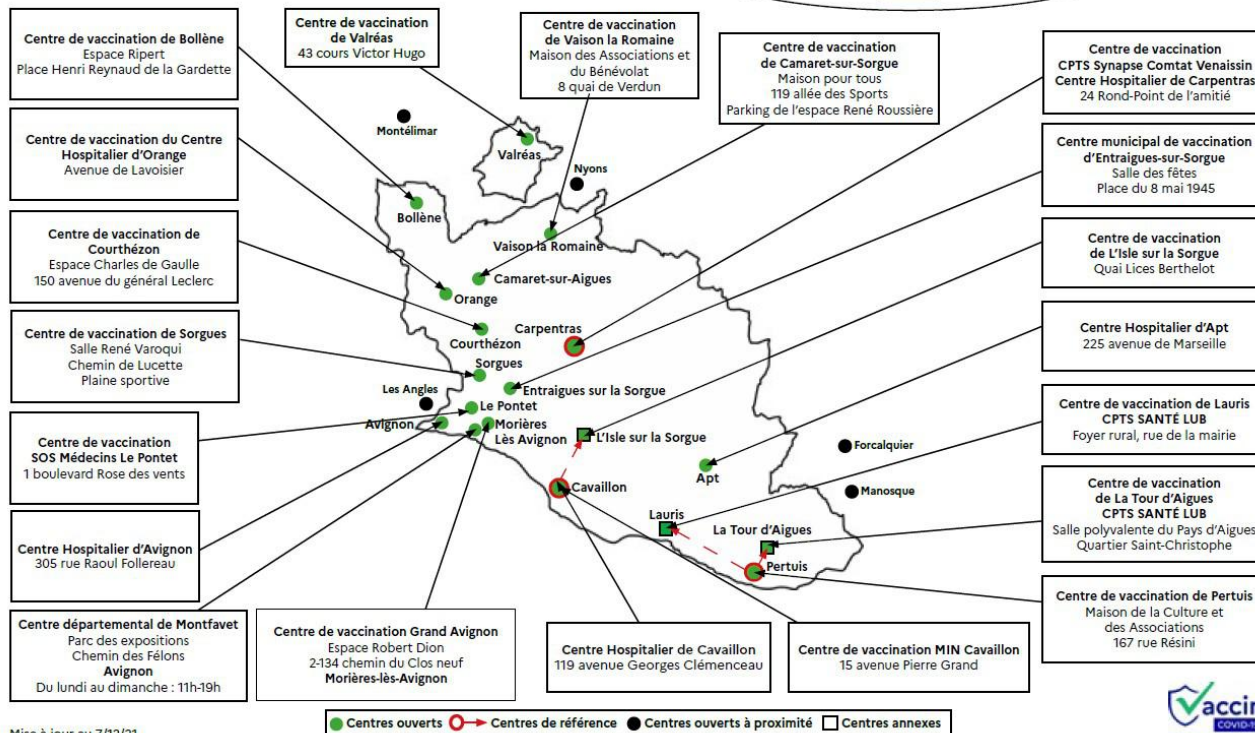 Centre de vaccination de Bollène
Espace Ripert
Place Henri Reynaud de la Gardette
Centre de vaccination
de Valréas
43 cours Victor Hugo
Centre de vaccination
de Vaison la Romaine
Maison des Associations et
du Bénévolat
8 quai de Verdun
Centre de vaccination
de Camaret-sur-Sorgue
Maison pour tous
119 allée des Sports
Parking de l'espace René Roussière
Centre de vaccination
CPTS Synapse Comtat Venaissin
Centre Hospitalier de Carpentras
24 Rond-Point de l'amitié
Centre de vaccination du Centre
Hospitalier d'Orange
Avenue de Lavoisier
Centre municipal de vaccination
d'Entraigues-sur-Sorgue
Salle des fêtes
Place du 8 mai 1945
Centre de vaccination de
Courthézon
Espace Charles de Gaulle
150 avenue du général Leclerc
Centre de vaccination
de L'Isle sur la Sorgue
Quai Lices Berthelot
Centre de vaccination de Sorgues
Salle René Varoqui
Chemin de Lucette
Plaine sportive
Centre Hospitalier d'Apt
225 avenue de Marseille
Centre de vaccination
SOS Médecins Le Pontet
1 boulevard Rose des vents
Centre de vaccination de Lauris
CPTS SANTÉ LUB
Foyer rural, rue de la mairie
Centre Hospitalier d'Avignon
305 rue Raoul Follereau
Centre de vaccination
de La Tour d'Aigues
CPTS SANTÉ LUB
Salle polyvalente du Pays d'Aigues
Quartier Saint-Christophe
Centre départemental de Montfavet
Parc des expositions
Chemin des Félons
Avignon
Du lundi au dimanche : 11h-19h
Centre de vaccination Grand Avignon
Espace Robert Dion
2-134 chemin du Clos neuf
Morières-lès-Avignon
Centre Hospitalier de Cavaillon
119 avenue Georges Clémenceau
Centre de vaccination MIN Cavaillon
15 avenue Pierre Grand
Centre de vaccination de Pertuis
Maison de la Culture et
des Associations
167 rue Résini
Montélimar
Valréas
Nyons
Bollène
Vaison la Romaine
Camaret-sur-Aigues
Orange
Carpentras
Courthézon
Sorgues
Les Angles
Entraigues sur la Sorgue
Le Pontet
Avignon
Morières
Lès Avignon
L'Isle sur la Sorgue
Forcalquier
Apt
Cavaillon
Manosque
Lauris
La Tour d'Aigues
Pertuis
Centres ouverts
Centres de référence
Centres ouverts à proximité
Centres annexes
Mise à jour au 7/12/21
Vaccin
COVID-1